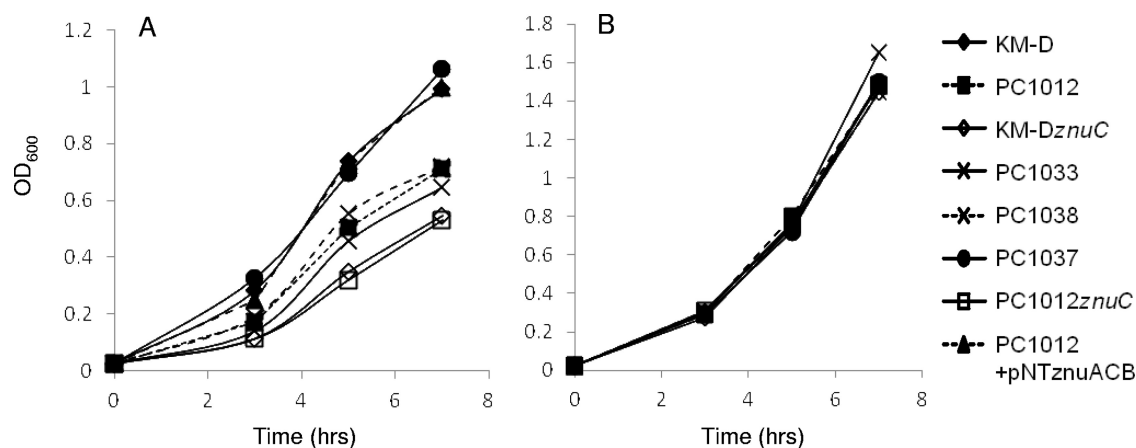 A
B
1.2
1
0.8
0.6
0.4
0.2
0
OD600
0 2 4 6 8
Time (hrs)
1.8
1.6
1.4
1.2
1
0.8
0.6
0.4
0.2
0
0 2 4 6 8
Time (hrs)
KM-D
PC1012
KM-DznuC
PC1033
PC1038
PC1037
PC1012znuC
PC1012
+pNTznuACB